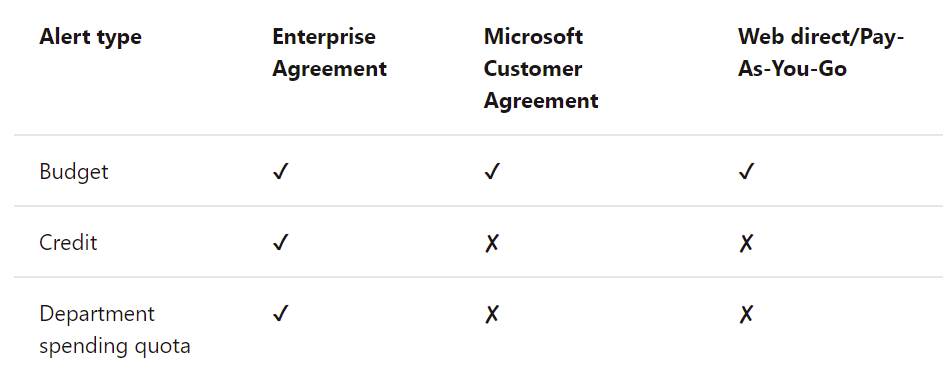 Alert type Enterprise Agreement Microsoft Customer Agreement Web direct/Pay-As-You-Go
Budget ✓ ✓ ✓
Credit ✓ ✗ ✗
Department spending quota ✓ ✗ ✗